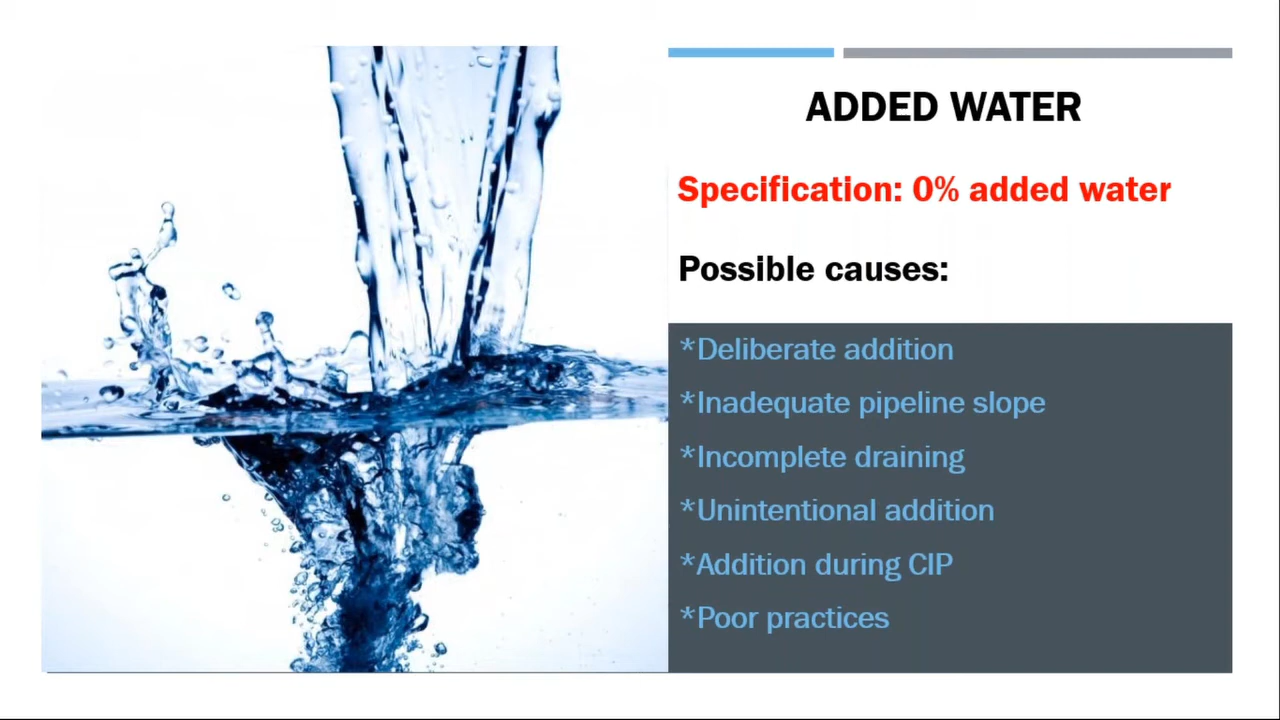 ADDED WATER
Specification: 0% added water
Possible causes:
*Deliberate addition
*Inadequate pipeline slope
*Incomplete draining
*Unintentional addition
*Addition during CIP
*Poor practices